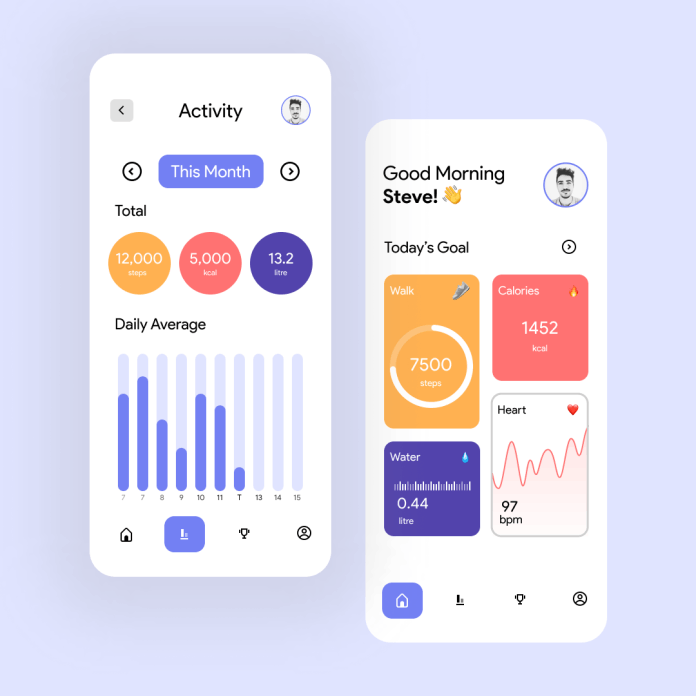 Activity
This Month
Total
12,000
steps
5,000
kcal
13.2
litre
Daily Average
7 7 8 9 10 11 T 13 14 15
Good Morning
Steve! 👋
Today's Goal
Walk
7500
steps
Calories
1452
kcal
Water
0.44
litre
Heart
97
bpm